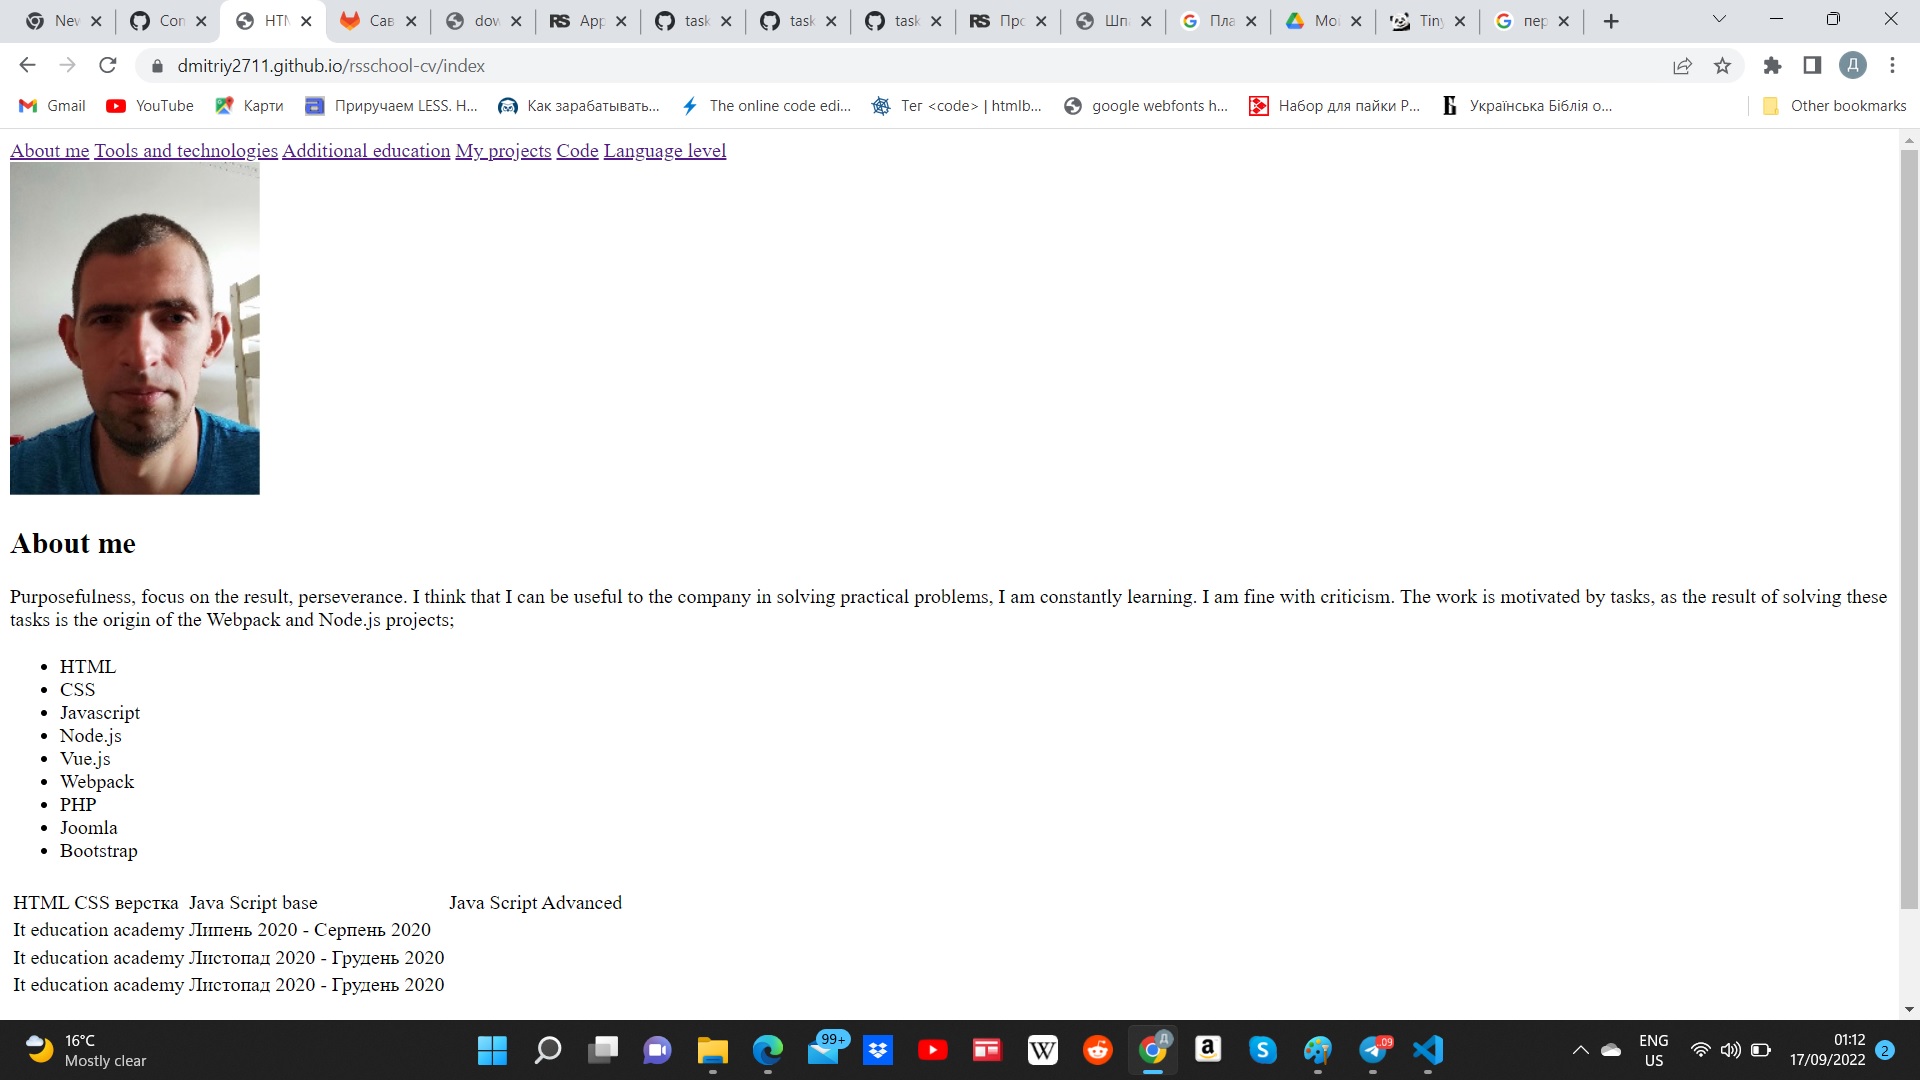 New
Con
HTM
Сав
dow
App
task
task
task
Про
Шп
Пла
Мо
Tiny
пер
dmitriy2711.github.io/rsschool-cv/index
Д
Gmail
YouTube
Карти
Приручаем LESS. Н...
Как зарабатывать...
The online code edi...
Тег <code> | htmlb...
google webfonts h...
Набор для пайки Р...
Українська Біблія о...
Other bookmarks
About me Tools and technologies Additional education My projects Code Language level
About me
Purposefulness, focus on the result, perseverance. I think that I can be useful to the company in solving practical problems, I am constantly learning. I am fine with criticism. The work is motivated by tasks, as the result of solving these
tasks is the origin of the Webpack and Node.js projects;
HTML
CSS
Javascript
Node.js
Vue.js
Webpack
PHP
Joomla
Bootstrap
HTML CSS верстка Java Script base Java Script Advanced
It education academy Липень 2020 - Серпень 2020
It education academy Листопад 2020 - Грудень 2020
It education academy Листопад 2020 - Грудень 2020
16°C
Mostly clear
99+
ENG
US
01:12
17/09/2022
2